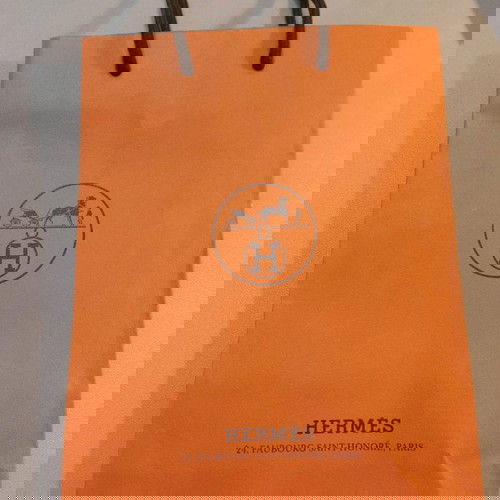 H
HERMÈS
24, FAUBOURG SAINT-HONORÉ, PARIS